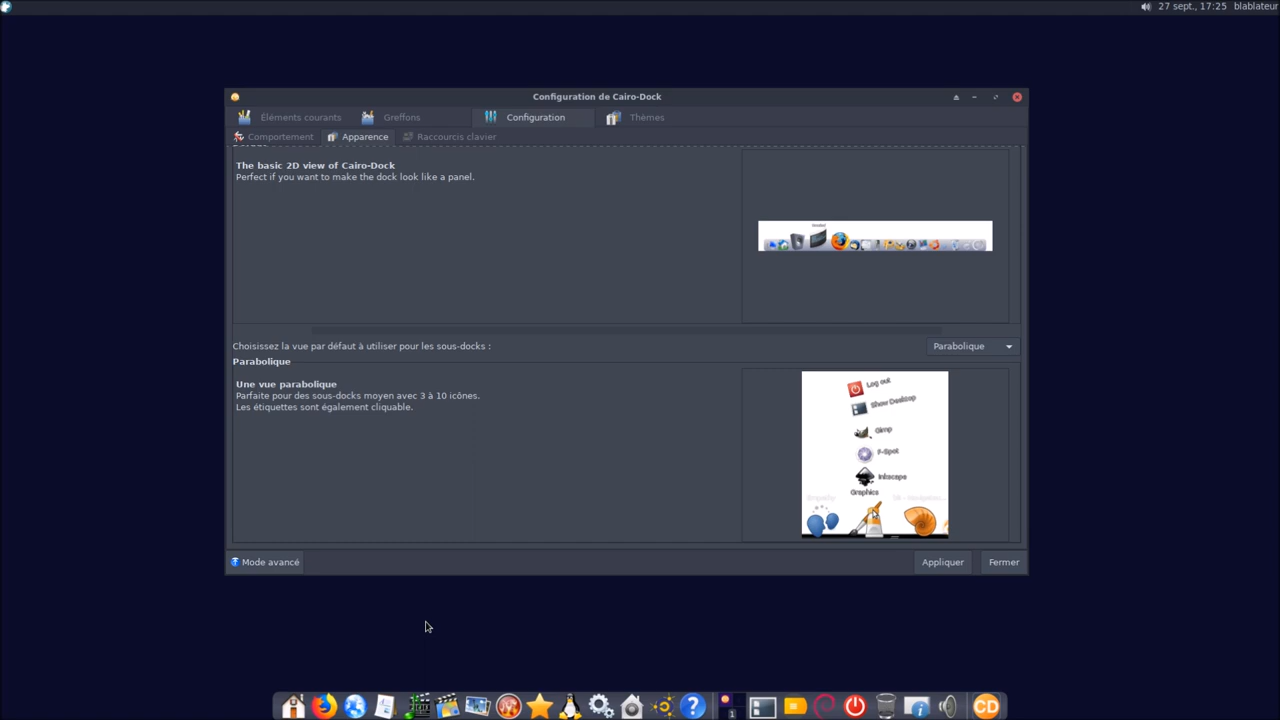 27 sept., 17:25 blablateur
Configuration de Cairo-Dock
Éléments courants Greffons Configuration Thèmes
Comportement Apparence Raccourcis clavier
The basic 2D view of Cairo-Dock
Perfect if you want to make the dock look like a panel.
Choisissez la vue par défaut à utiliser pour les sous-docks : Parabolique
Parabolique
Une vue parabolique
Parfaite pour des sous-docks moyen avec 3 à 10 icônes.
Les étiquettes sont également cliquable.
Log out
Show Desktop
Gimp
F-Spot
Inkscape
Graphics
Empathy
Mode avancé Appliquer Fermer
1
CD